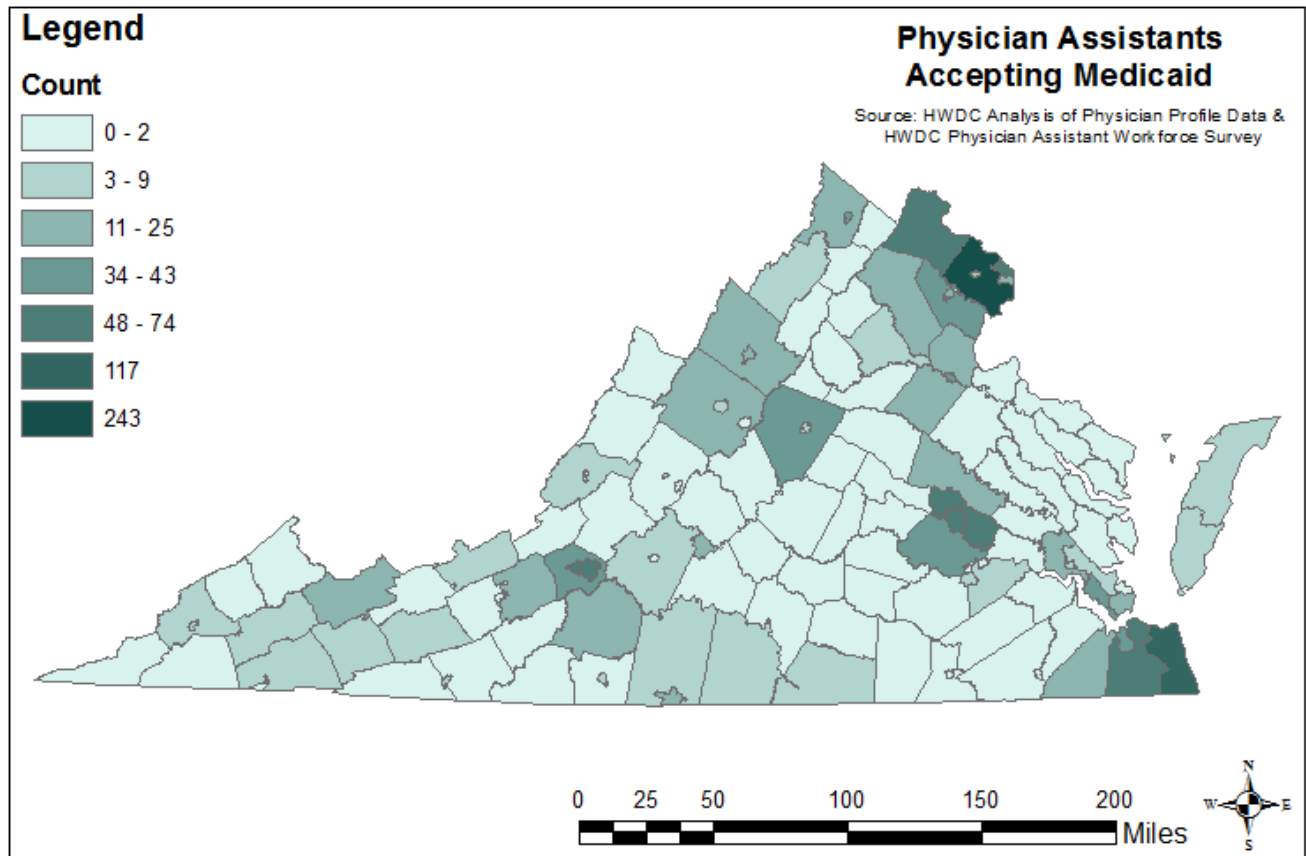 Legend
Count
0 - 2
3 - 9
11 - 25
34 - 43
48 - 74
117
243
Physician Assistants
Accepting Medicaid
Source: HWDC Analysis of Physician Profile Data &
HWDC Physician Assistant Workforce Survey
0 25 50 100 150 200
Miles
N
W E
S